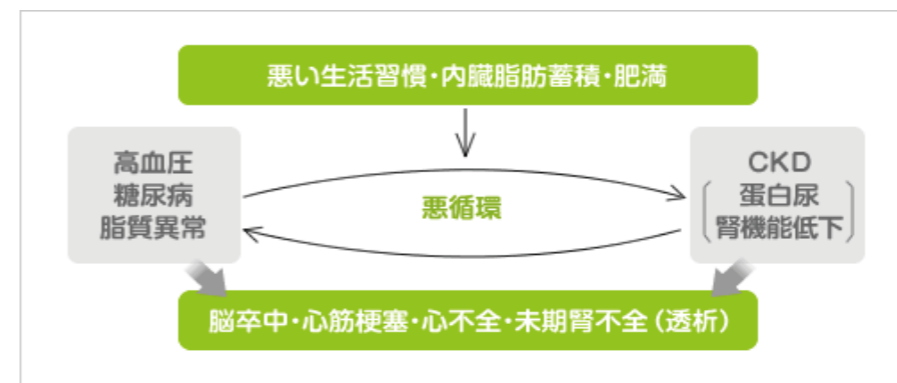 悪い生活習慣・内臓脂肪蓄積・肥満
高血圧
糖尿病
脂質異常
悪循環
CKD
蛋白尿
腎機能低下
脳卒中・心筋梗塞・心不全・未期腎不全(透析)